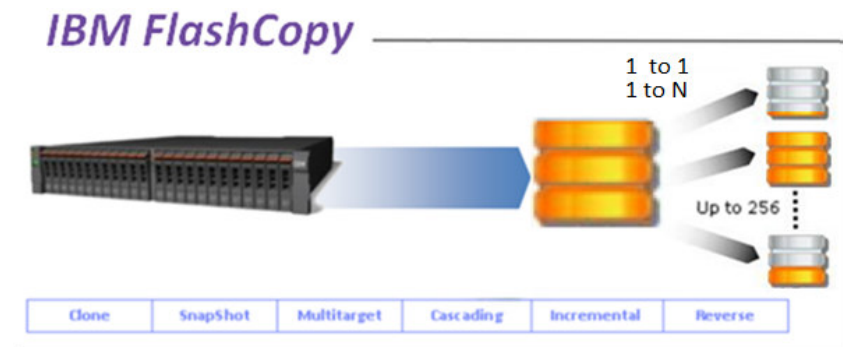 IBM FlashCopy
1 to 1
1 to N
Up to 256
Clone SnapShot Multitarget Cascading Incremental Reverse